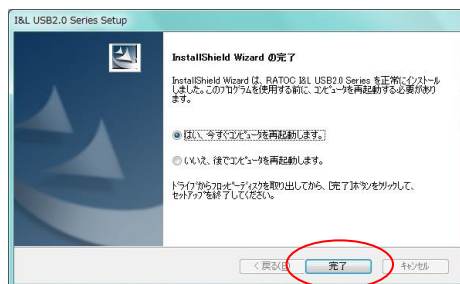 I&L USB2.0 Series Setup
InstallShield Wizard の完了
InstallShield Wizard は、RATOC I&L USB2.0 Series を正常にインストール
しました。このプログラムを使用する前に、コンピュータを再起動する必要があり
ます。
はい、今すぐコンピュータを再起動します。
いいえ、後でコンピュータを再起動します。
ドライブからフロッピーディスクを取り出してから、[完了]ボタンをクリックして、
セットアップを終了してください。
< 戻る(B)
完了
キャンセル